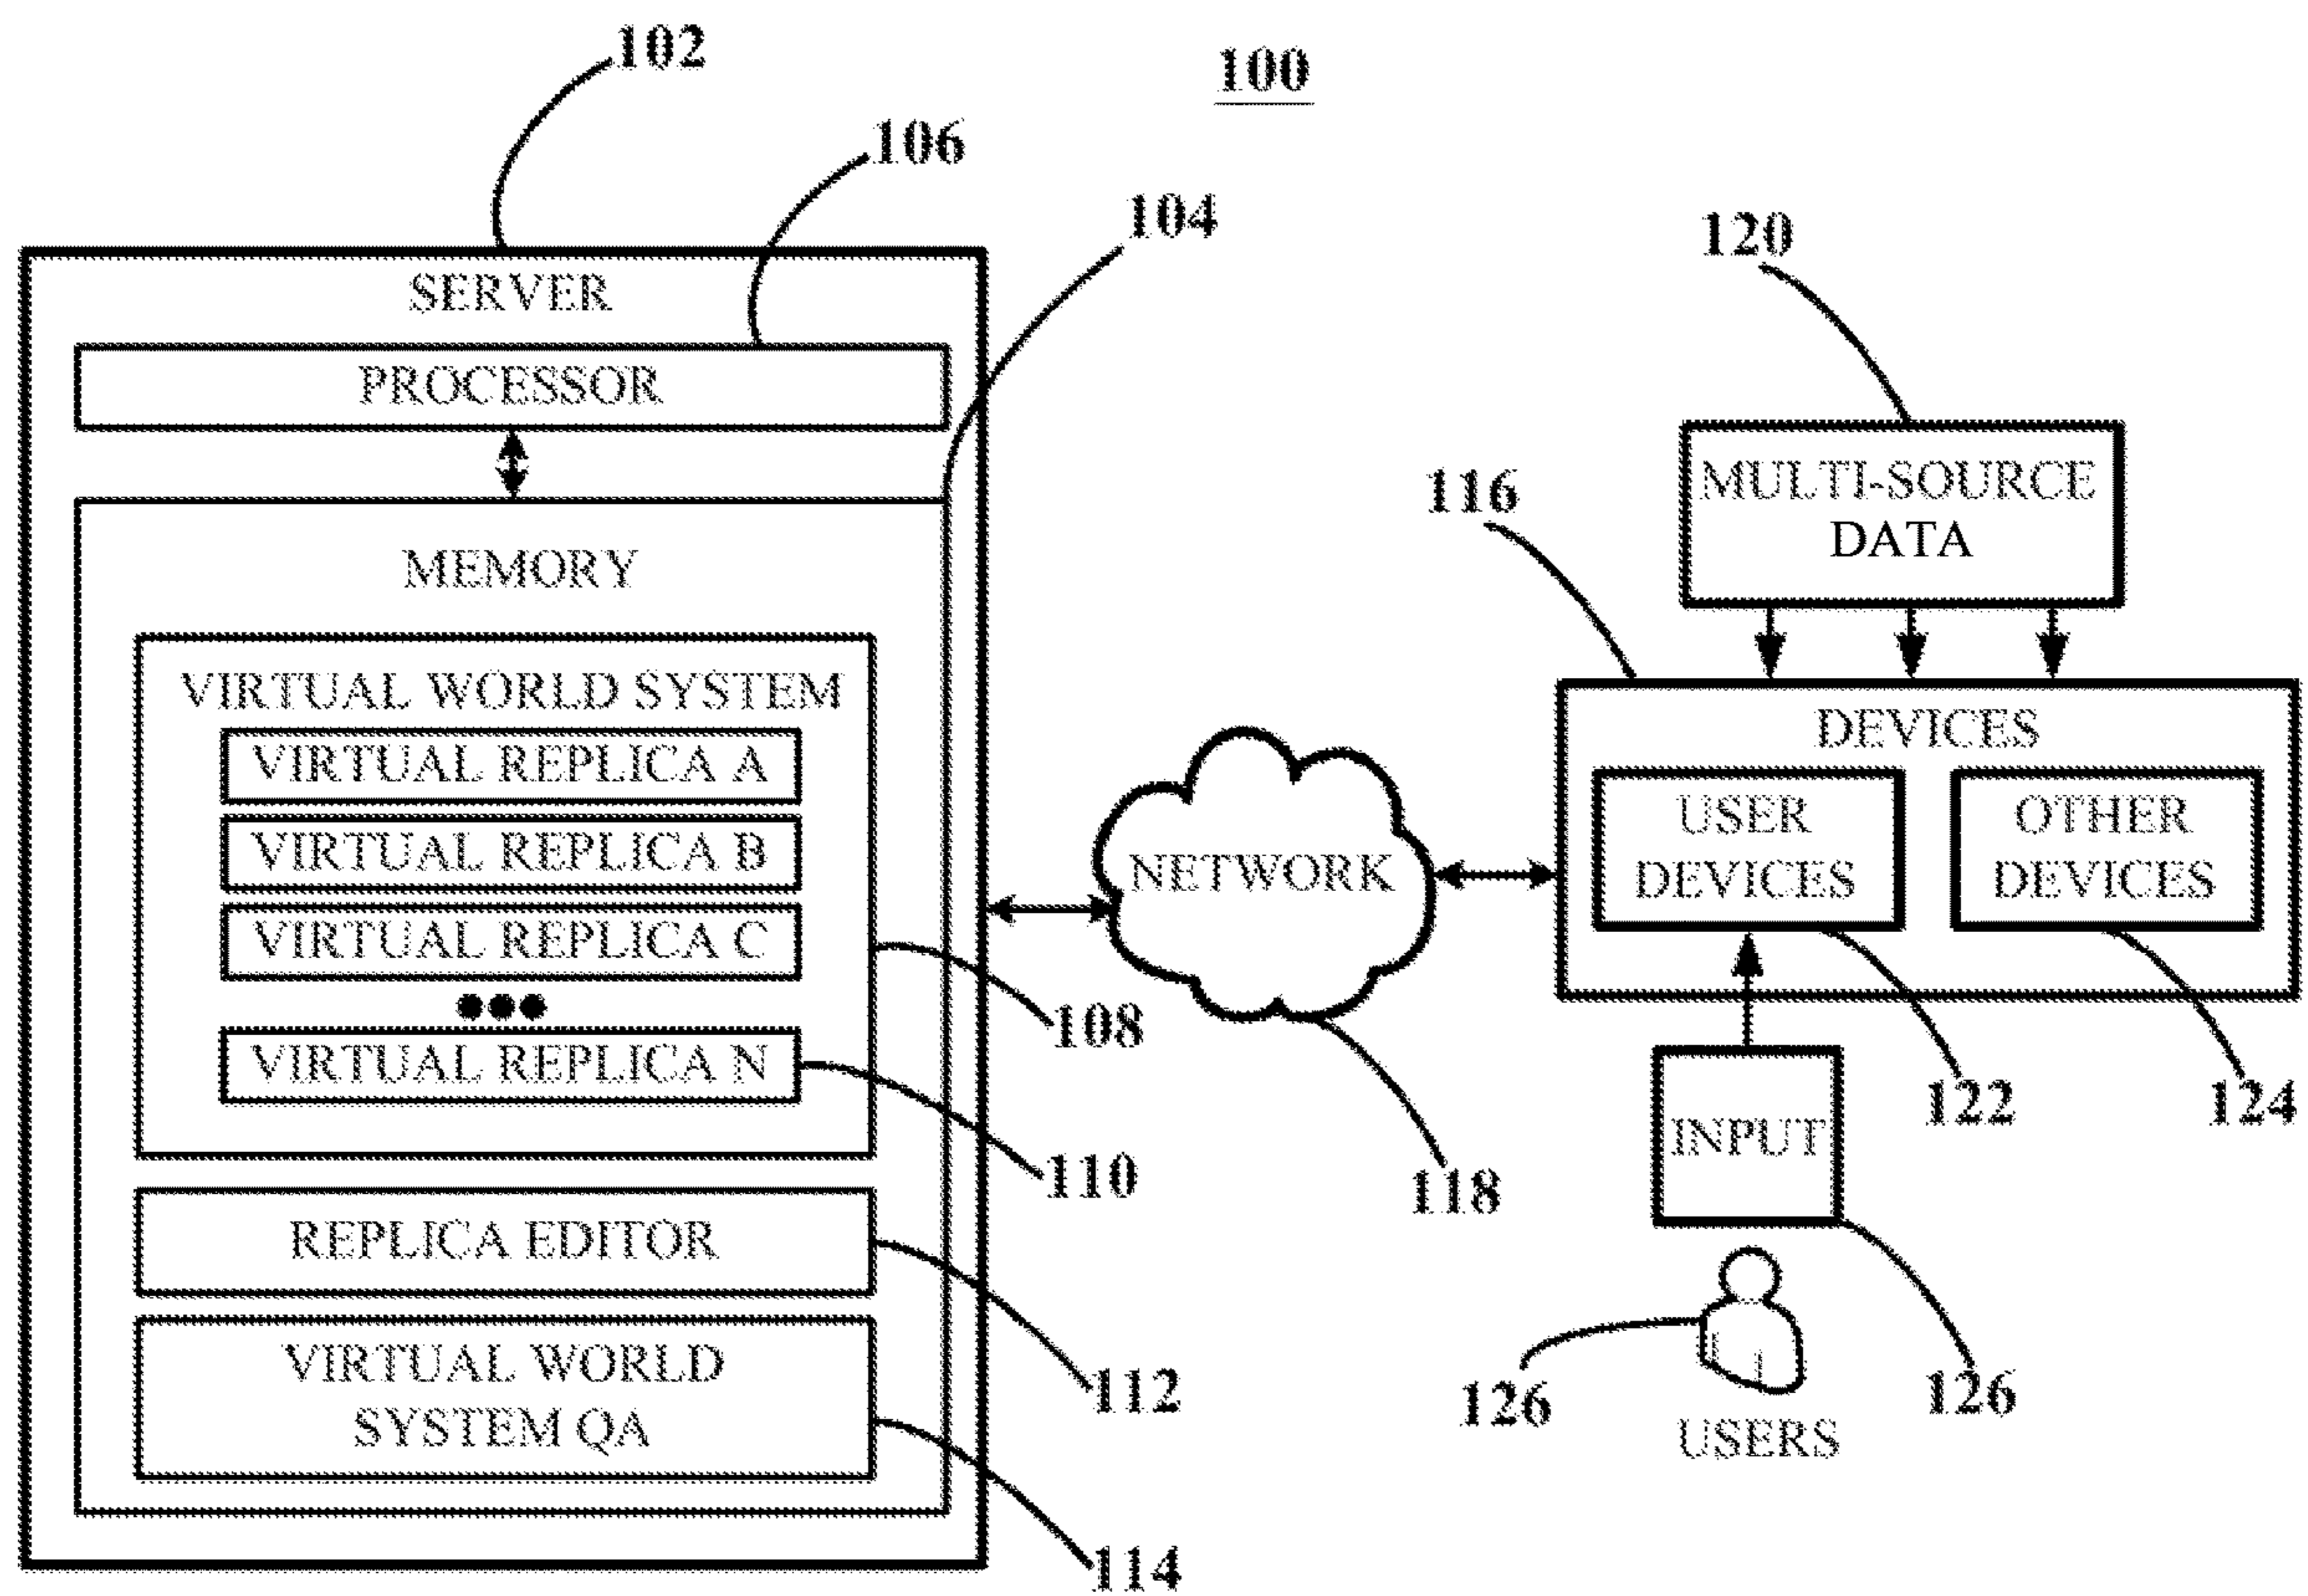 102
100
106
104
SERVER
PROCESSOR
MEMORY
VIRTUAL WORLD SYSTEM
VIRTUAL REPLICA A
VIRTUAL REPLICA B
VIRTUAL REPLICA C
VIRTUAL REPLICA N
108
110
REPLICA EDITOR
112
VIRTUAL WORLD
SYSTEM QA
114
NETWORK
118
120
MULTI-SOURCE
DATA
116
DEVICES
USER
DEVICES
OTHER
DEVICES
122
124
INPUT
126
126
USERS